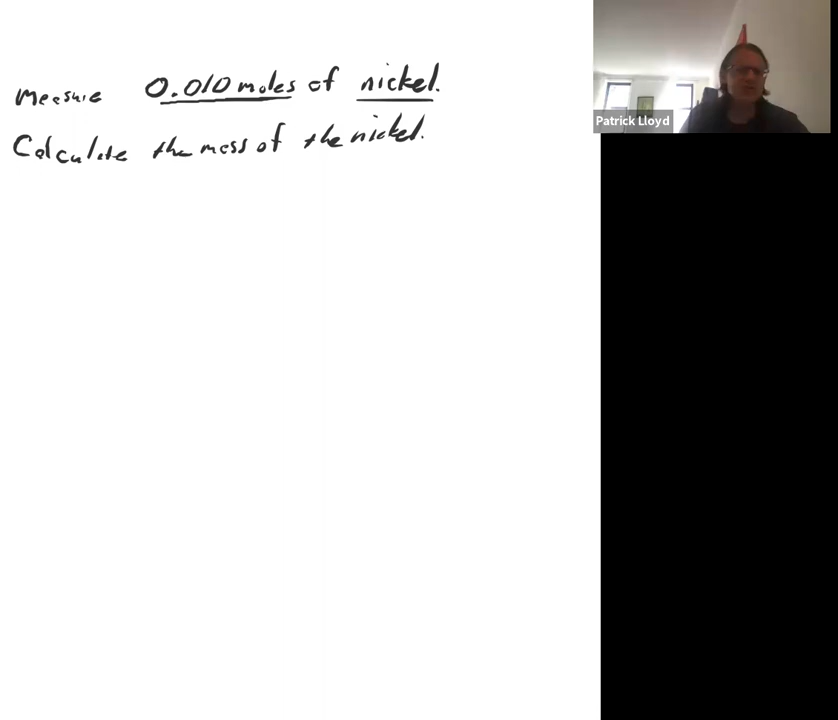 Measure 0.010 moles of nickel.
Calculate the mass of the nickel.
Patrick Lloyd